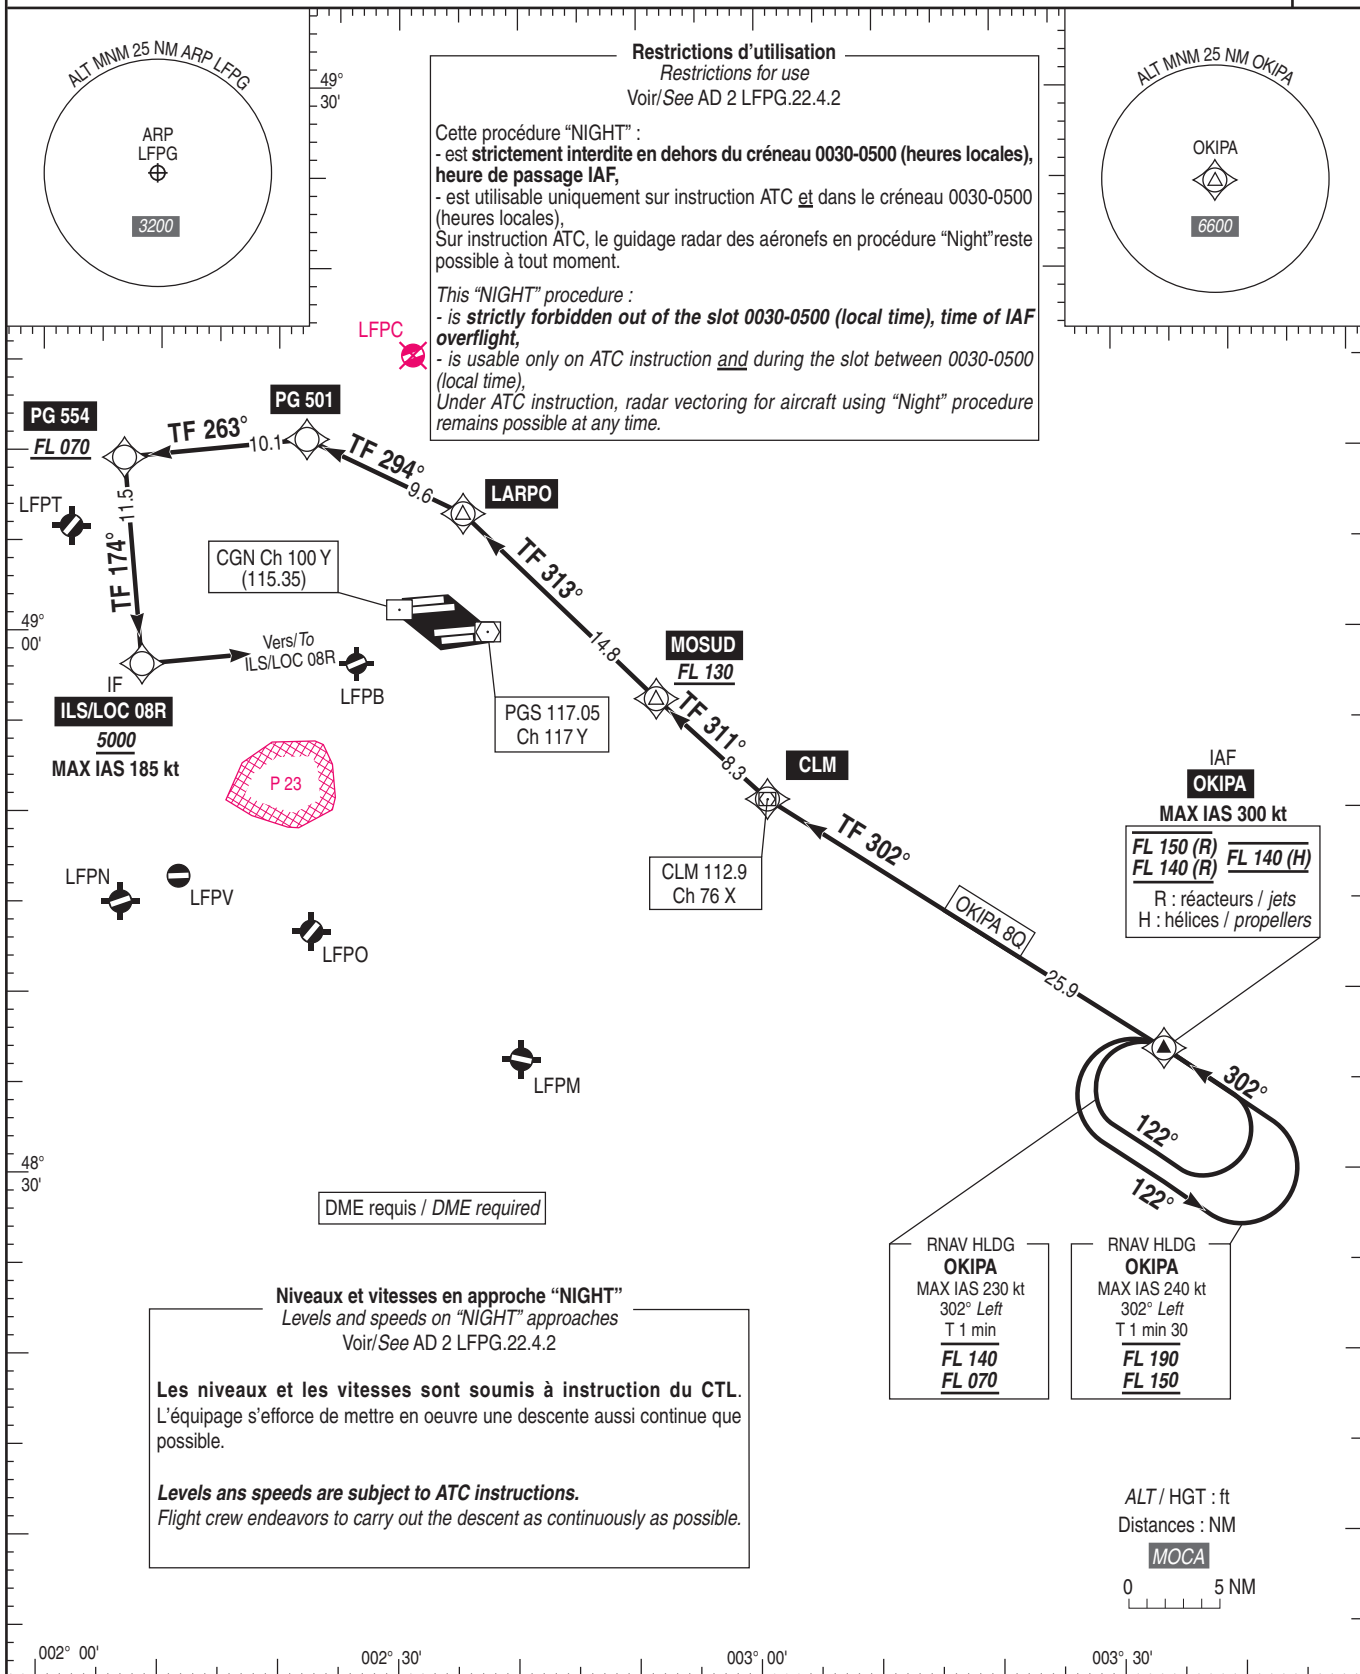 ALT MNM 25 NM ARP LFPG
ARP
LFPG
3200
49°
30'
Restrictions d'utilisation
Restrictions for use
Voir/See AD 2 LFPG.22.4.2
Cette procédure “NIGHT” :
- est strictement interdite en dehors du créneau 0030-0500 (heures locales),
heure de passage IAF,
- est utilisable uniquement sur instruction ATC et dans le créneau 0030-0500
(heures locales),
Sur instruction ATC, le guidage radar des aéronefs en procédure “Night”reste
possible à tout moment.
This “NIGHT” procedure :
- is strictly forbidden out of the slot 0030-0500 (local time), time of IAF
overflight,
- is usable only on ATC instruction and during the slot between 0030-0500
(local time),
Under ATC instruction, radar vectoring for aircraft using “Night” procedure
remains possible at any time.
ALT MNM 25 NM OKIPA
OKIPA
6600
LFPC
PG 554
FL 070
TF 263°
10.1
PG 501
TF 294°
9.6
LARPO
LFPT
11.5
TF 174°
CGN Ch 100 Y
(115.35)
TF 313°
14.8
49°
00'
Vers/To
ILS/LOC 08R
IF
ILS/LOC 08R
5000
MAX IAS 185 kt
LFPB
PGS 117.05
Ch 117 Y
MOSUD
FL 130
TF 311°
8.3
CLM
P 23
CLM 112.9
Ch 76 X
TF 302°
OKIPA 8Q
25.9
IAF
OKIPA
MAX IAS 300 kt
FL 150 (R)
FL 140 (R)
FL 140 (H)
R : réacteurs / jets
H : hélices / propellers
LFPN
LFPV
LFPO
LFPM
302°
122°
122°
48°
30'
DME requis / DME required
RNAV HLDG
OKIPA
MAX IAS 230 kt
302° Left
T 1 min
FL 140
FL 070
RNAV HLDG
OKIPA
MAX IAS 240 kt
302° Left
T 1 min 30
FL 190
FL 150
Niveaux et vitesses en approche “NIGHT”
Levels and speeds on “NIGHT” approaches
Voir/See AD 2 LFPG.22.4.2
Les niveaux et les vitesses sont soumis à instruction du CTL.
L'équipage s'efforce de mettre en oeuvre une descente aussi continue que
possible.
Levels ans speeds are subject to ATC instructions.
Flight crew endeavors to carry out the descent as continuously as possible.
ALT / HGT : ft
Distances : NM
MOCA
0 5 NM
002° 00'
002° 30'
003° 00'
003° 30'